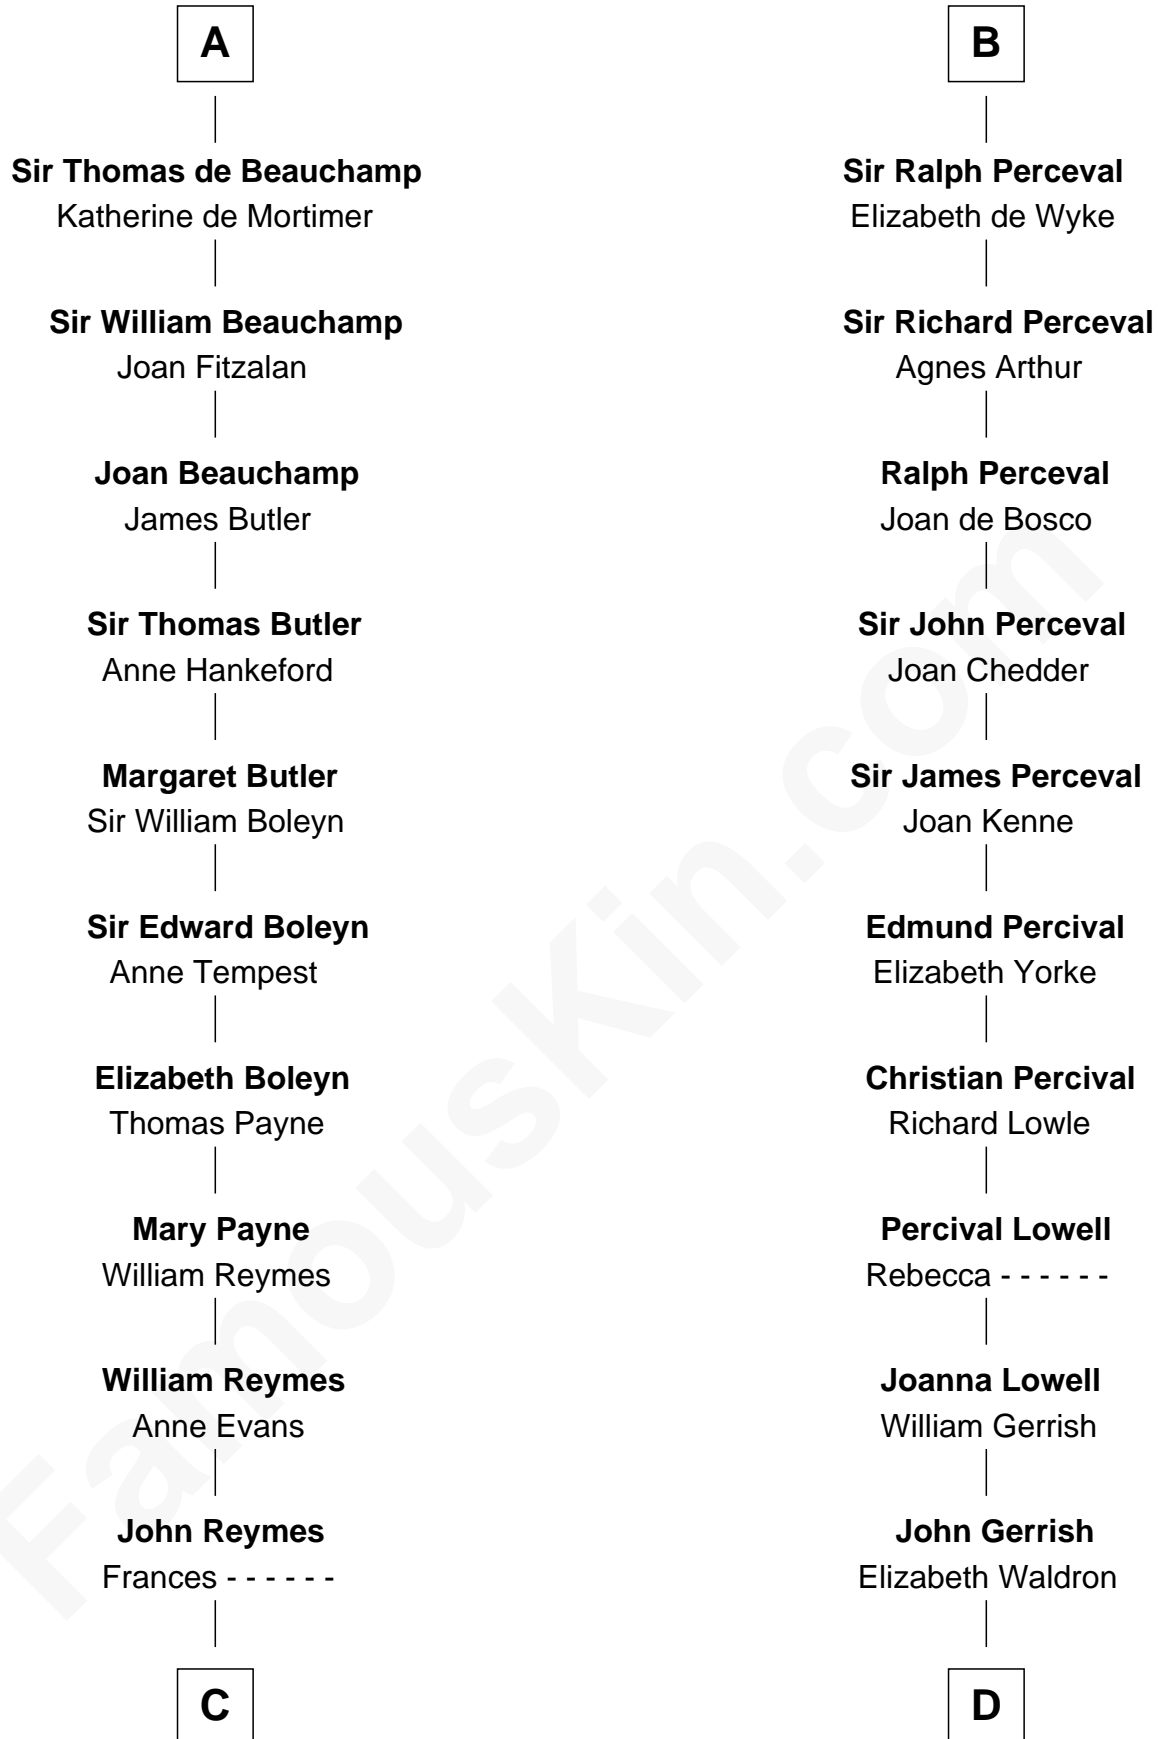 A
Sir Thomas de Beauchamp
Katherine de Mortimer
Sir William Beauchamp
Joan Fitzalan
Joan Beauchamp
James Butler
Sir Thomas Butler
Anne Hankeford
Margaret Butler
Sir William Boleyn
Sir Edward Boleyn
Anne Tempest
Elizabeth Boleyn
Thomas Payne
Mary Payne
William Reymes
William Reymes
Anne Evans
John Reymes
Frances - - - - - -
C
B
Sir Ralph Perceval
Elizabeth de Wyke
Sir Richard Perceval
Agnes Arthur
Ralph Perceval
Joan de Bosco
Sir John Perceval
Joan Chedder
Sir James Perceval
Joan Kenne
Edmund Percival
Elizabeth Yorke
Christian Percival
Richard Lowle
Percival Lowell
Rebecca - - - - - -
Joanna Lowell
William Gerrish
John Gerrish
Elizabeth Waldron
D
FamousKin.com